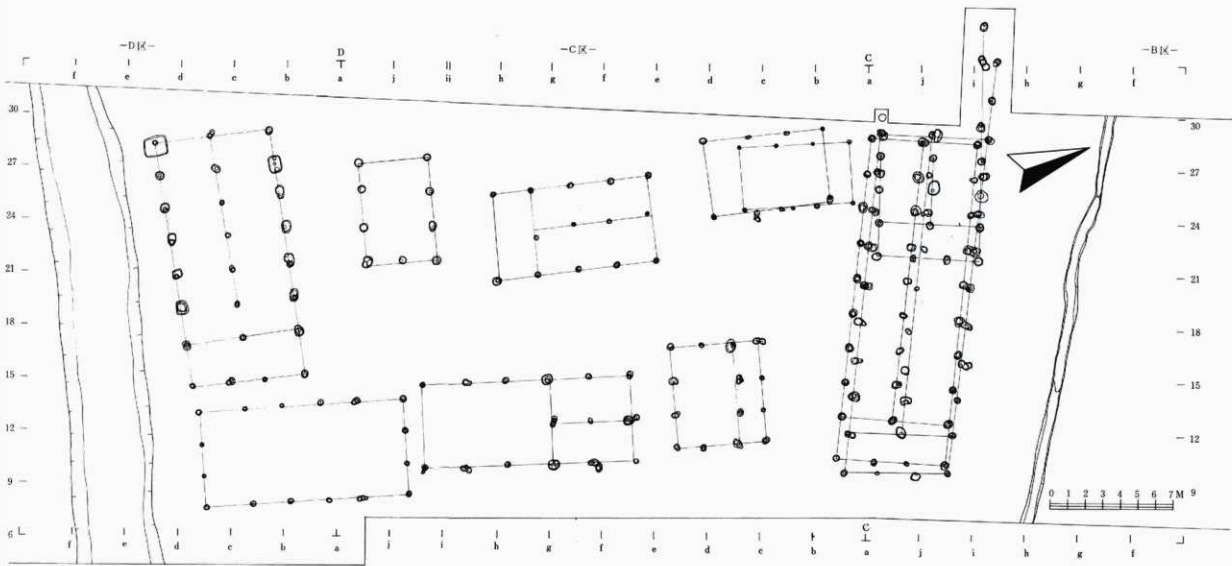 -D区- -C区- -B区-
D C
f e d c b a j ii h g f e d c b a j i h g f
30 30
27 27
24 24
21 21
18 18
15 15
12 12
9 9
0 1 2 3 4 5 6 7M
6
C
f e d c b a j i h g f e d c b a j i h g f